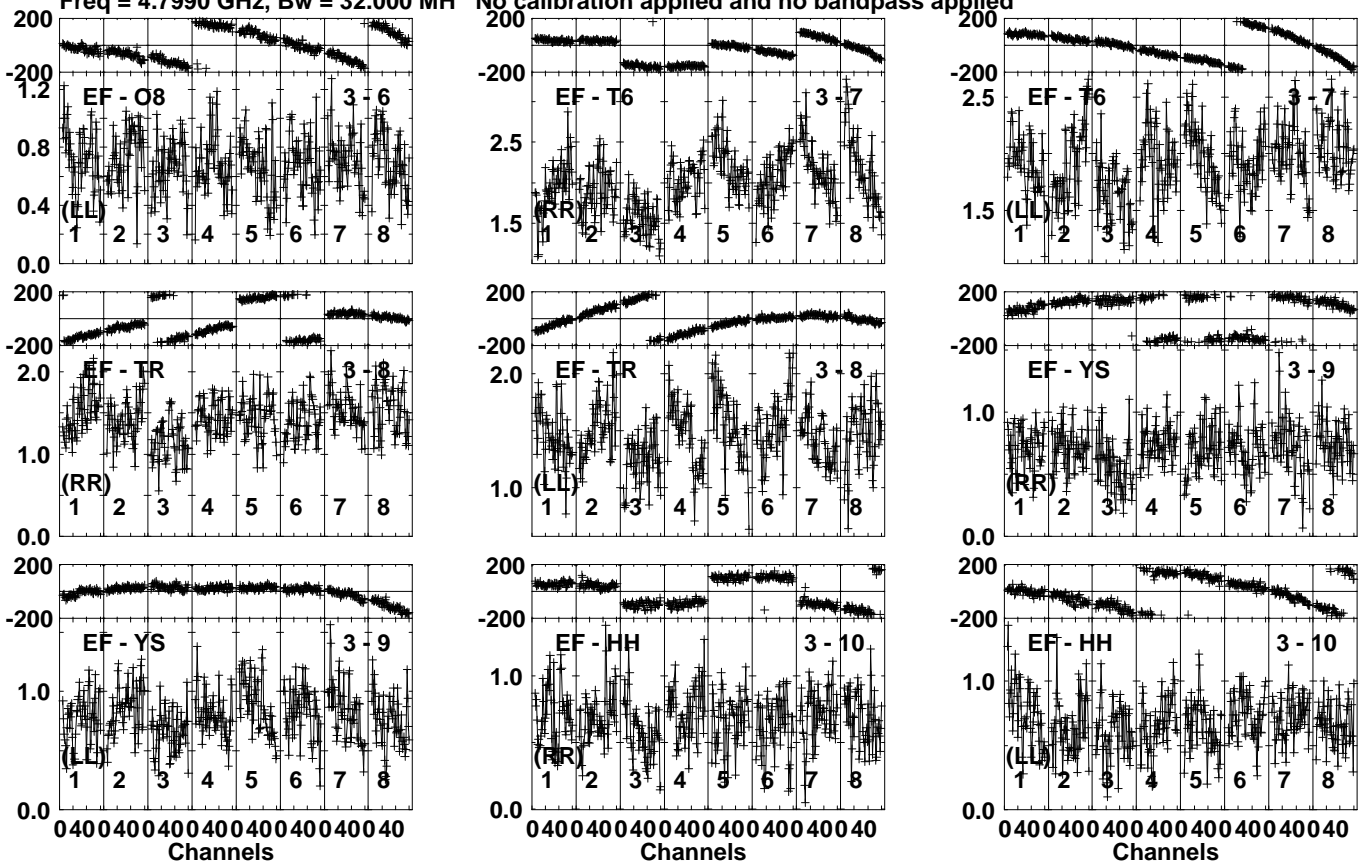 Freq = 4.7990 GHz, Bw = 32.000 MH No calibration applied and no bandpass applied
200
-200
1.2
0.8
0.4
0.0
EF - O8 3 - 6
(LL)
1 2 3 4 5 6 7 8
200
-200
2.5
1.5
EF - T6 3 - 7
(RR)
1 2 3 4 5 6 7 8
200
-200
2.5
1.5
EF - T6 3 - 7
(LL)
1 2 3 4 5 6 7 8
200
-200
2.0
1.0
0.0
EF - TR 3 - 8
(RR)
1 2 3 4 5 6 7 8
200
-200
2.0
1.0
EF - TR 3 - 8
(LL)
1 2 3 4 5 6 7 8
200
-200
1.0
0.0
EF - YS 3 - 9
(RR)
1 2 3 4 5 6 7 8
200
-200
1.0
0.0
EF - YS 3 - 9
(LL)
1 2 3 4 5 6 7 8
0 40 0 40 0 40 0 40 0 40 0 40 0 40 0 40
Channels
200
-200
1.0
0.0
EF - HH 3 - 10
(RR)
1 2 3 4 5 6 7 8
0 40 0 40 0 40 0 40 0 40 0 40 0 40 0 40
Channels
200
-200
1.0
0.0
EF - HH 3 - 10
(LL)
1 2 3 4 5 6 7 8
0 40 0 40 0 40 0 40 0 40 0 40 0 40 0 40
Channels